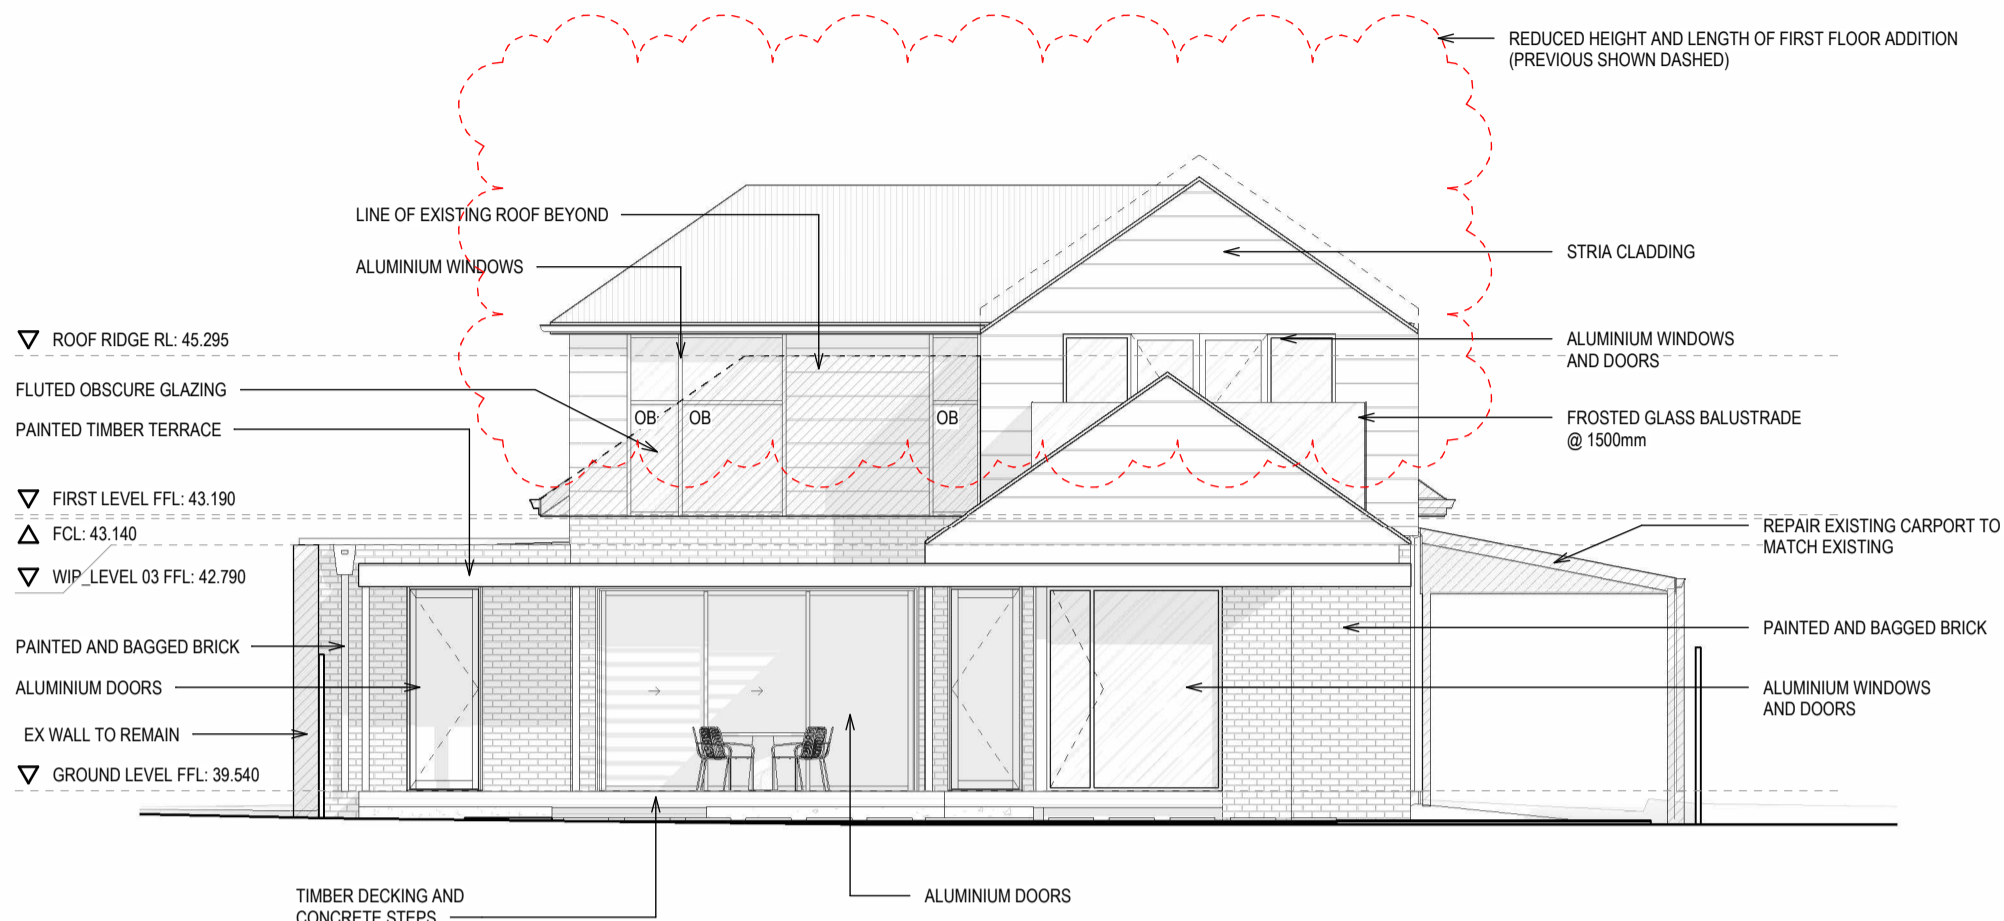 REDUCED HEIGHT AND LENGTH OF FIRST FLOOR ADDITION
(PREVIOUS SHOWN DASHED)
LINE OF EXISTING ROOF BEYOND
ALUMINIUM WINDOWS
STRIA CLADDING
ROOF RIDGE RL: 45.295
ALUMINIUM WINDOWS
AND DOORS
FLUTED OBSCURE GLAZING
OB
OB
OB
FROSTED GLASS BALUSTRADE
@ 1500mm
PAINTED TIMBER TERRACE
FIRST LEVEL FFL: 43.190
FCL: 43.140
REPAIR EXISTING CARPORT TO
MATCH EXISTING
WIP_LEVEL 03 FFL: 42.790
PAINTED AND BAGGED BRICK
PAINTED AND BAGGED BRICK
ALUMINIUM DOORS
ALUMINIUM WINDOWS
AND DOORS
EX WALL TO REMAIN
GROUND LEVEL FFL: 39.540
TIMBER DECKING AND
CONCRETE STEPS
ALUMINIUM DOORS